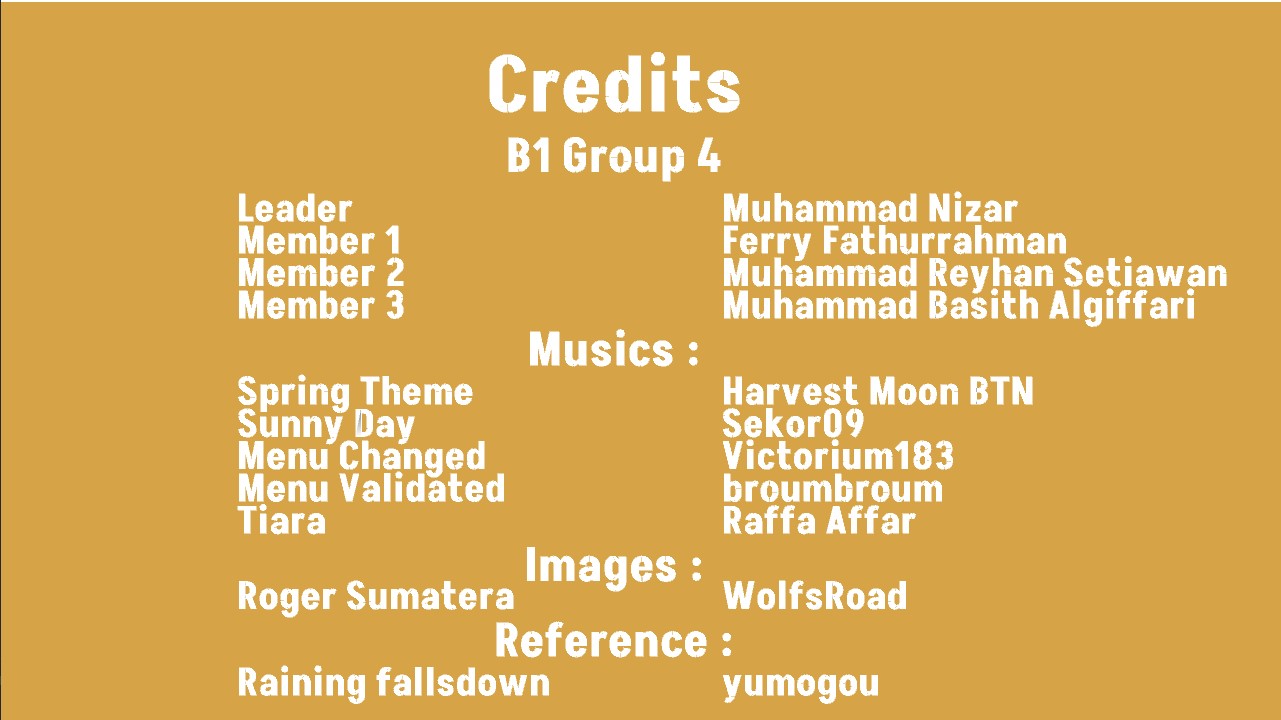 Credits
B1 Group 4
Leader Muhammad Nizar
Member 1 Ferry Fathurrahman
Member 2 Muhammad Reyhan Setiawan
Member 3 Muhammad Basith Algiffari
Musics :
Spring Theme Harvest Moon BTN
Sunny Day Sekor09
Menu Changed Victorium183
Menu Validated broumbroum
Tiara Raffa Affar
Images :
Roger Sumatera WolfsRoad
Reference :
Raining fallsdown yumogou